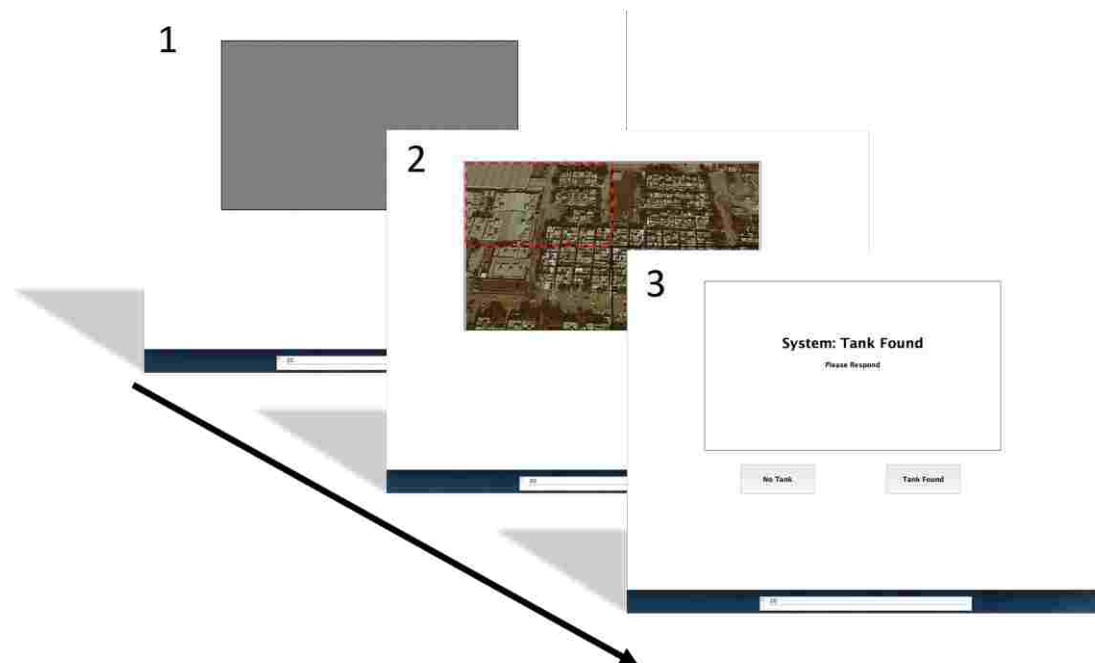 1
2
3
System: Tank Found
Please Respond
No Tank
Tank Found